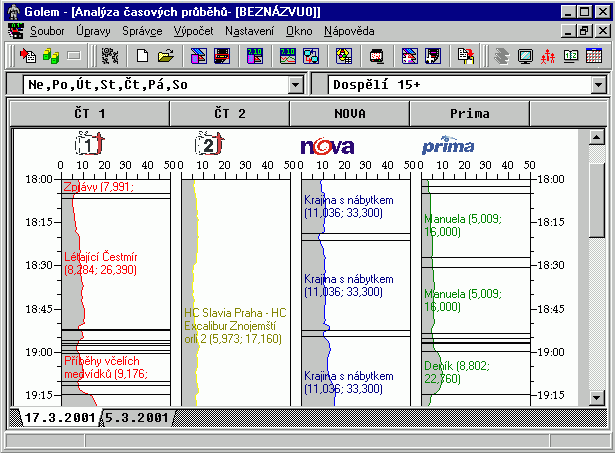 Golem - [Analýza časových průběhů- [BEZNÁZVU0]]
Soubor Úpravy Správce Výpočet Nastavení Okno Nápověda
Ne,Po,Út,St,Čt,Pá,So Dospělí 15+
ČT 1 ČT 2 NOVA Prima
1 2 nova prima
0 10 20 30 40 50 0 10 20 30 40 50 0 10 20 30 40 50 0 10 20 30 40 50
18:00 18:00
Zprávy (7,991;
Krajina s nábytkem
(11,036; 33,300)
18:15 18:15
Manuela (5,009;
16,000)
Létající Čestmír
(8,284; 26,390)
18:30 18:30
Krajina s nábytkem
(11,036; 33,300)
Manuela (5,009;
16,000)
18:45 18:45
HC Slavia Praha - HC
Excalibur Znojemští
orli 2 (5,973; 17,160)
19:00 19:00
Příběhy včelích
medvídků (9,176;
Krajina s nábytkem
(11,036; 33,300)
Deník (8,802;
22,760)
19:15 19:15
17.3.2001 5.3.2001